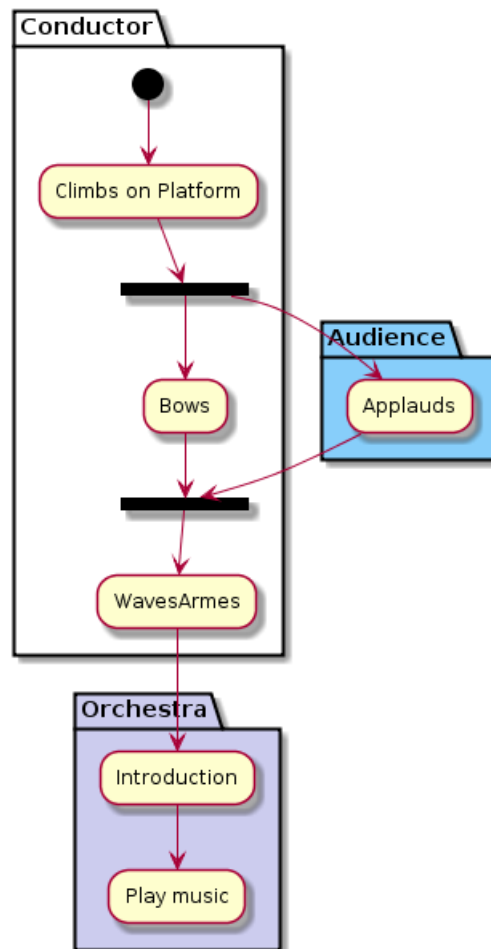 Conductor
Climbs on Platform
Audience
Bows
Applauds
WavesArmes
Orchestra
Introduction
Play music